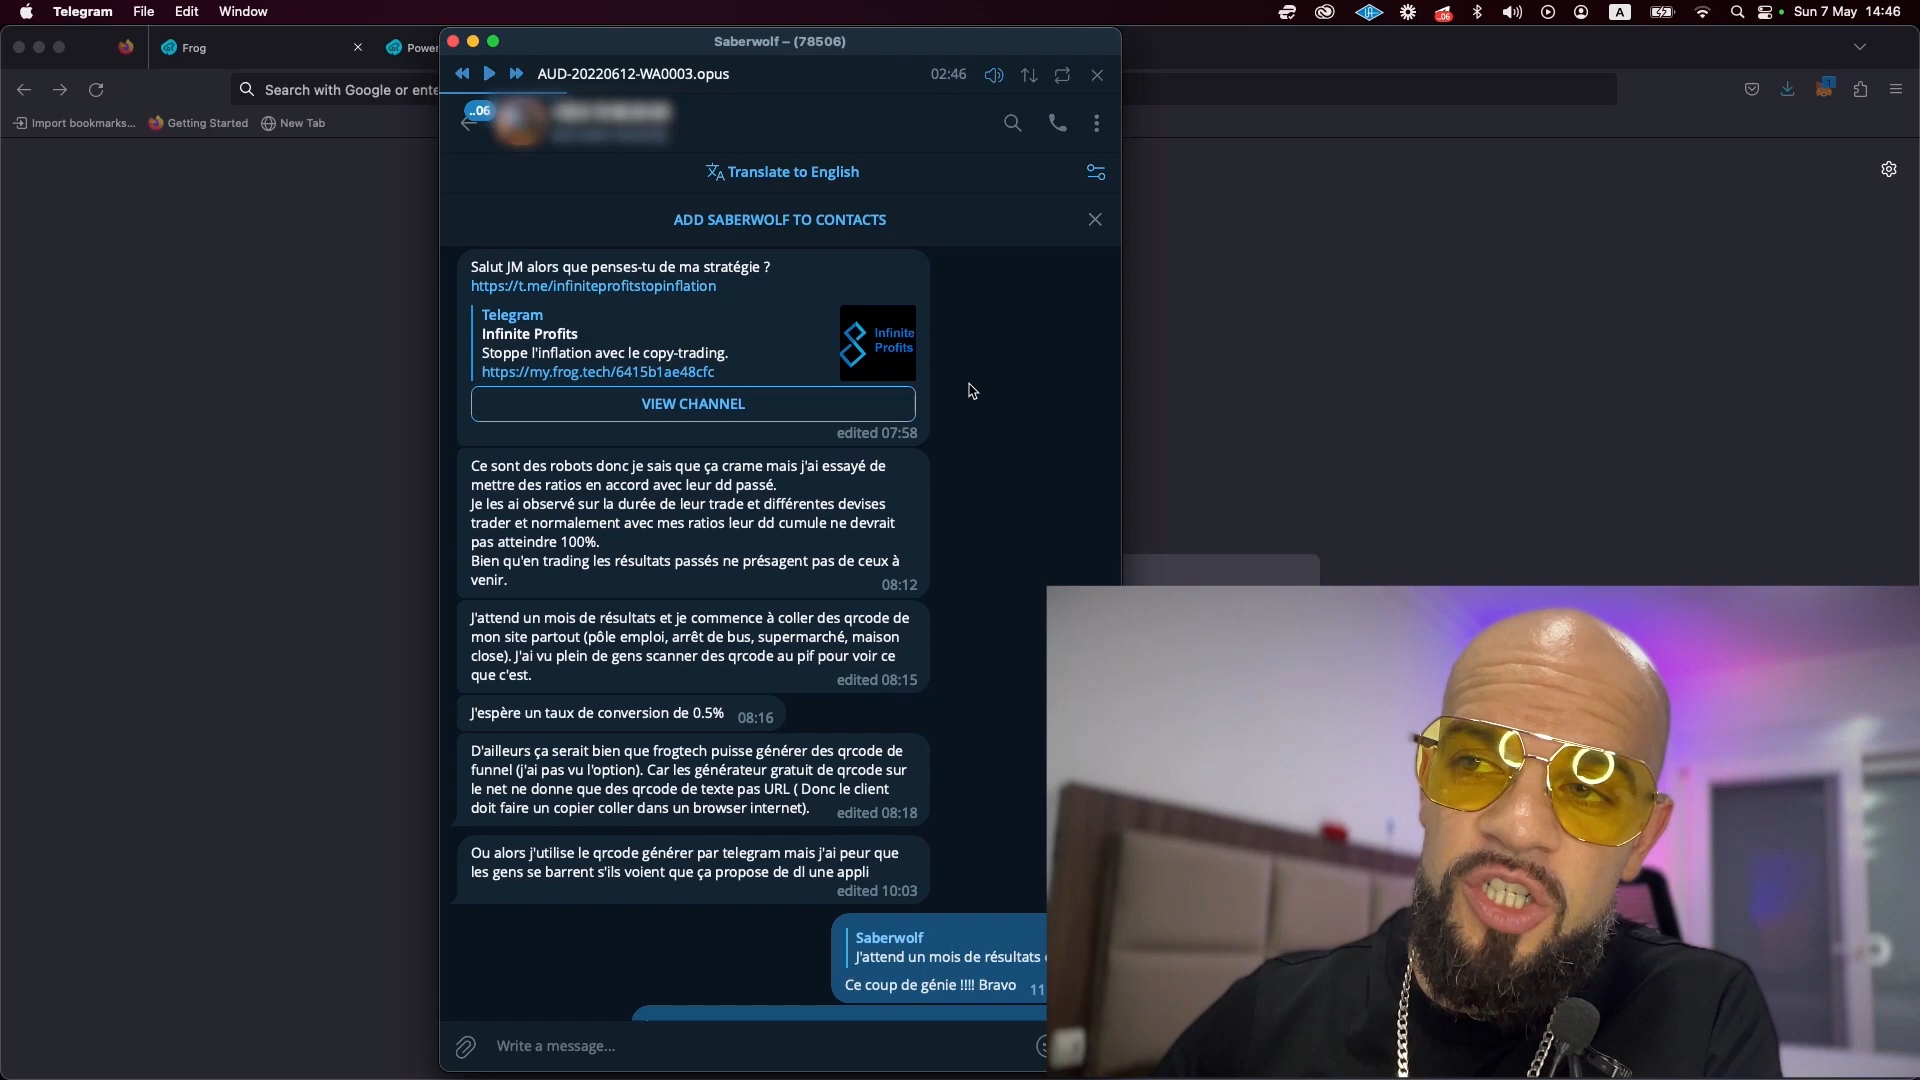 Telegram File Edit Window
.06
A
Sun 7 May 14:46
Frog
Power
Saberwolf – (78506)
AUD-20220612-WA0003.opus
02:46
Search with Google or ente
1
Import bookmarks...
Getting Started
New Tab
..06
Translate to English
ADD SABERWOLF TO CONTACTS
Salut JM alors que penses-tu de ma stratégie ?
https://t.me/infiniteprofitstopinflation
Telegram
Infinite Profits
Stoppe l'inflation avec le copy-trading.
https://my.frog.tech/6415b1ae48cfc
Infinite
Profits
VIEW CHANNEL
edited 07:58
Ce sont des robots donc je sais que ça crame mais j'ai essayé de
mettre des ratios en accord avec leur dd passé.
Je les ai observé sur la durée de leur trade et différentes devises
trader et normalement avec mes ratios leur dd cumule ne devrait
pas atteindre 100%.
Bien qu'en trading les résultats passés ne présagent pas de ceux à
venir.
08:12
J'attend un mois de résultats et je commence à coller des qrcode de
mon site partout (pôle emploi, arrêt de bus, supermarché, maison
close). J'ai vu plein de gens scanner des qrcode au pif pour voir ce
que c'est.
edited 08:15
J'espère un taux de conversion de 0.5%
08:16
D'ailleurs ça serait bien que frogtech puisse générer des qrcode de
funnel (j'ai pas vu l'option). Car les générateur gratuit de qrcode sur
le net ne donne que des qrcode de texte pas URL ( Donc le client
doit faire un copier coller dans un browser internet).
edited 08:18
Ou alors j'utilise le qrcode générer par telegram mais j'ai peur que
les gens se barrent s'ils voient que ça propose de dl une appli
edited 10:03
Saberwolf
J'attend un mois de résultats
Ce coup de génie !!!! Bravo
11
Write a message...